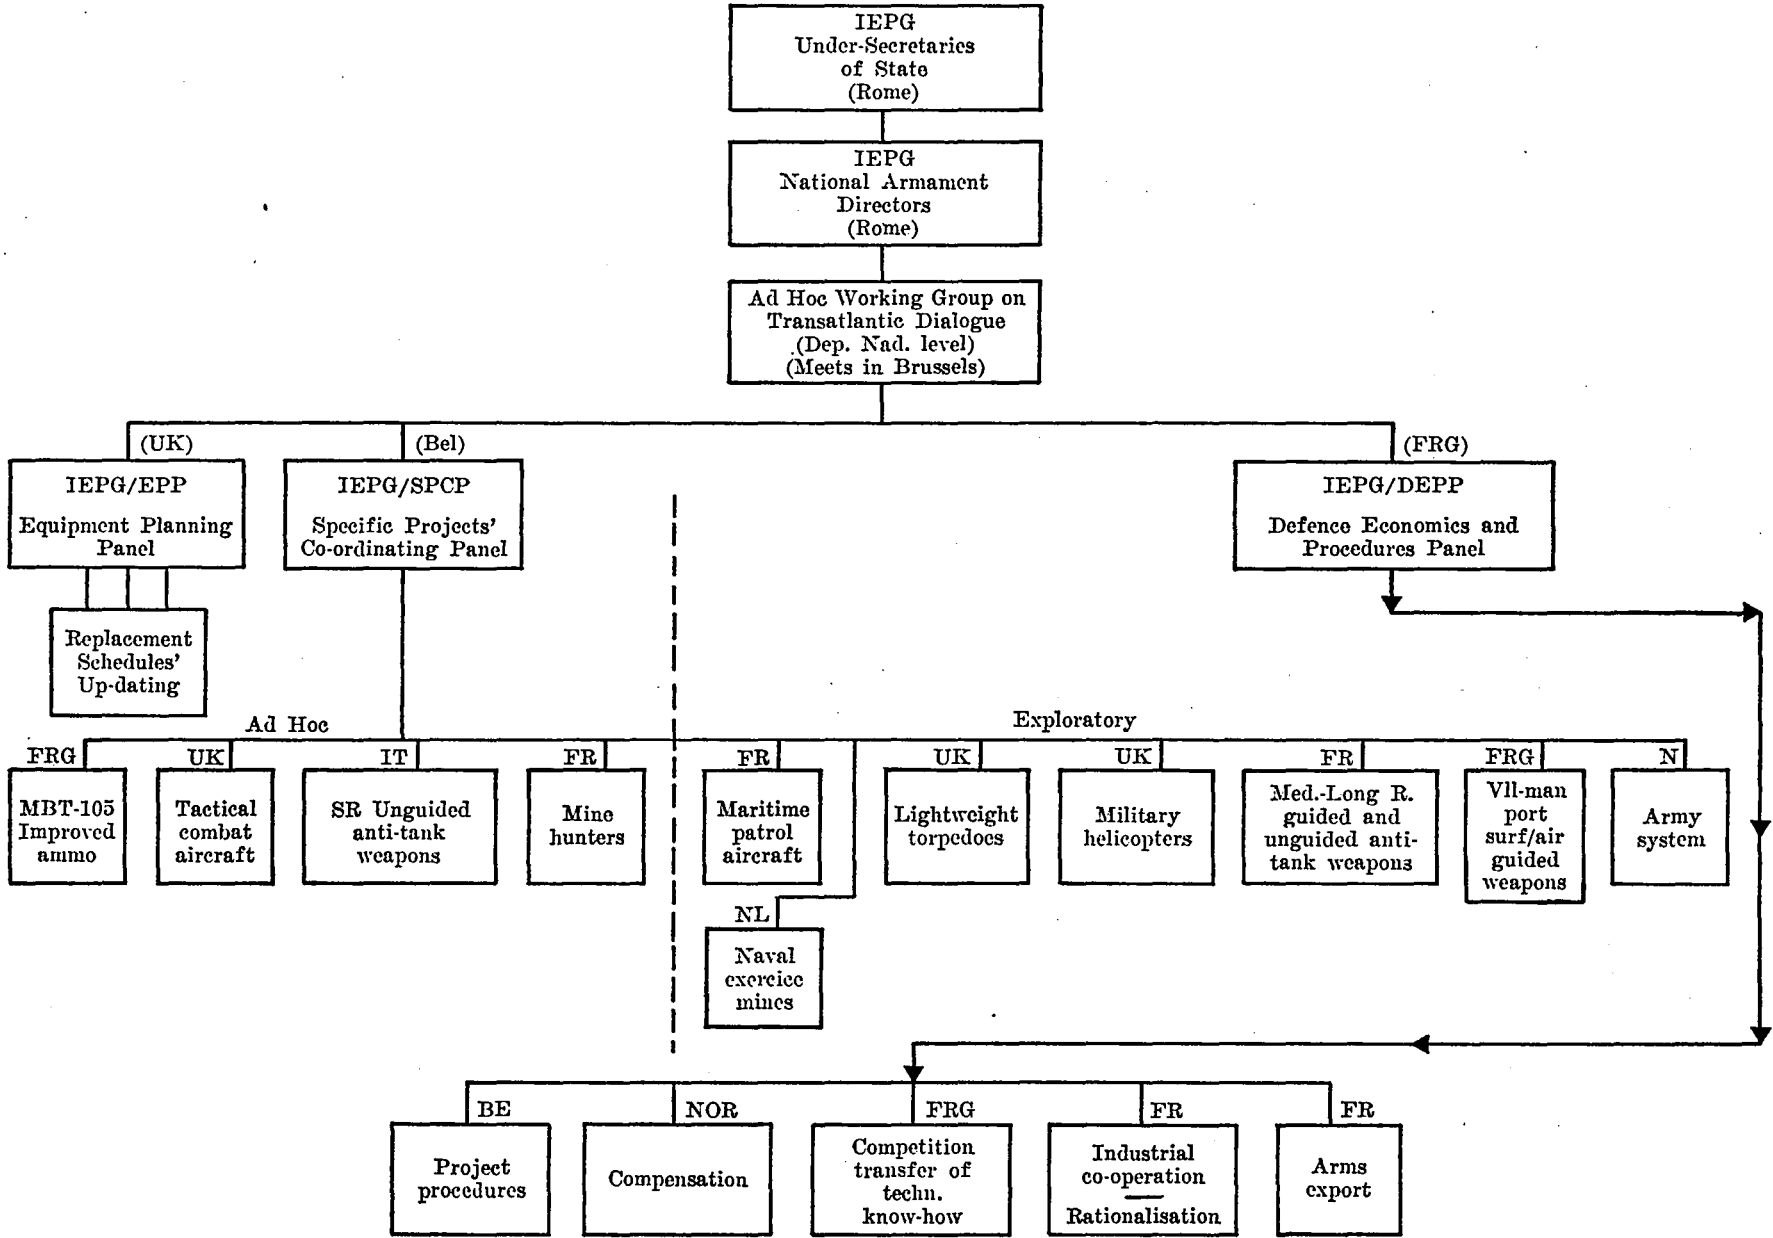 IEPG
Under-Secretaries
of State
(Rome)
IEPG
National Armament
Directors
(Rome)
Ad Hoc Working Group on
Transatlantic Dialogue
(Dep. Nad. level)
(Meets in Brussels)
(UK)
(Bel)
(FRG)
IEPG/EPP
Equipment Planning
Panel
IEPG/SPCP
Specific Projects'
Co-ordinating Panel
IEPG/DEPP
Defence Economics and
Procedures Panel
Replacement
Schedules'
Up-dating
Ad Hoc
Exploratory
FRG
MBT-105
Improved
ammo
UK
Tactical
combat
aircraft
IT
SR Unguided
anti-tank
weapons
FR
Mine
hunters
FR
Maritime
patrol
aircraft
NL
Naval
exercice
mines
UK
Lightweight
torpedoes
UK
Military
helicopters
FR
Med.-Long R.
guided and
unguided anti-
tank weapons
FRG
Vll-man
port
surf/air
guided
weapons
N
Army
system
BE
Project
procedures
NOR
Compensation
FRG
Competition
transfer of
techn.
know-how
FR
Industrial
co-operation
Rationalisation
FR
Arms
export